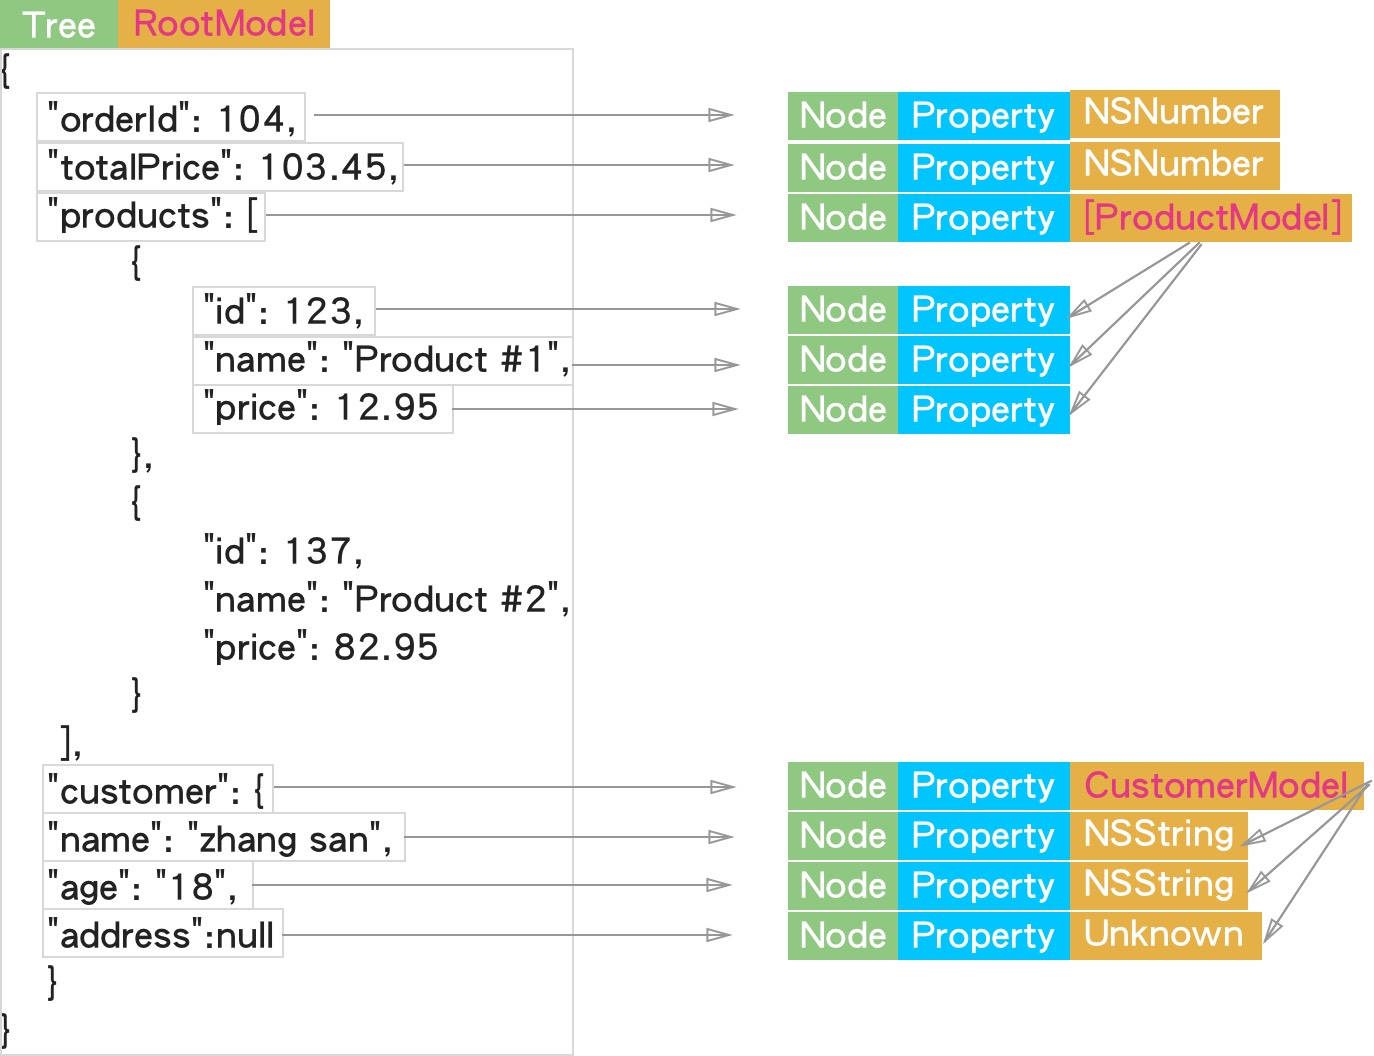 Tree RootModel
{
"orderId": 104, Node Property NSNumber
"totalPrice": 103.45, Node Property NSNumber
"products": [ Node Property [ProductModel]
{
"id": 123, Node Property
"name": "Product #1", Node Property
"price": 12.95 Node Property
},
{
"id": 137,
"name": "Product #2",
"price": 82.95
}
],
"customer": { Node Property CustomerModel
"name": "zhang san", Node Property NSString
"age": "18", Node Property NSString
"address":null Node Property Unknown
}
}